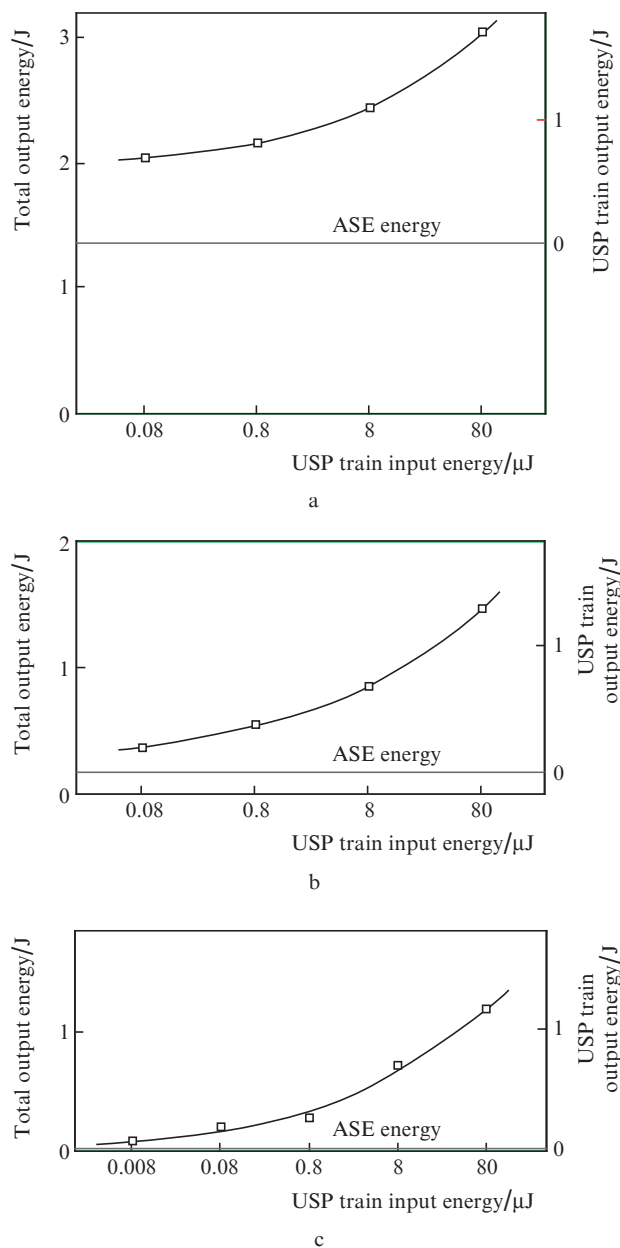 Total output energy/J
3
2
1
0
ASE energy
1
0
USP train output energy/J
0.08 0.8 8 80
USP train input energy/μJ
a
Total output energy/J
2
1
0
ASE energy
1
0
USP train
output energy/J
0.08 0.8 8 80
USP train input energy/μJ
b
Total output energy/J
1
0
ASE energy
1
0
USP train
output energy/J
0.008 0.08 0.8 8 80
USP train input energy/μJ
c